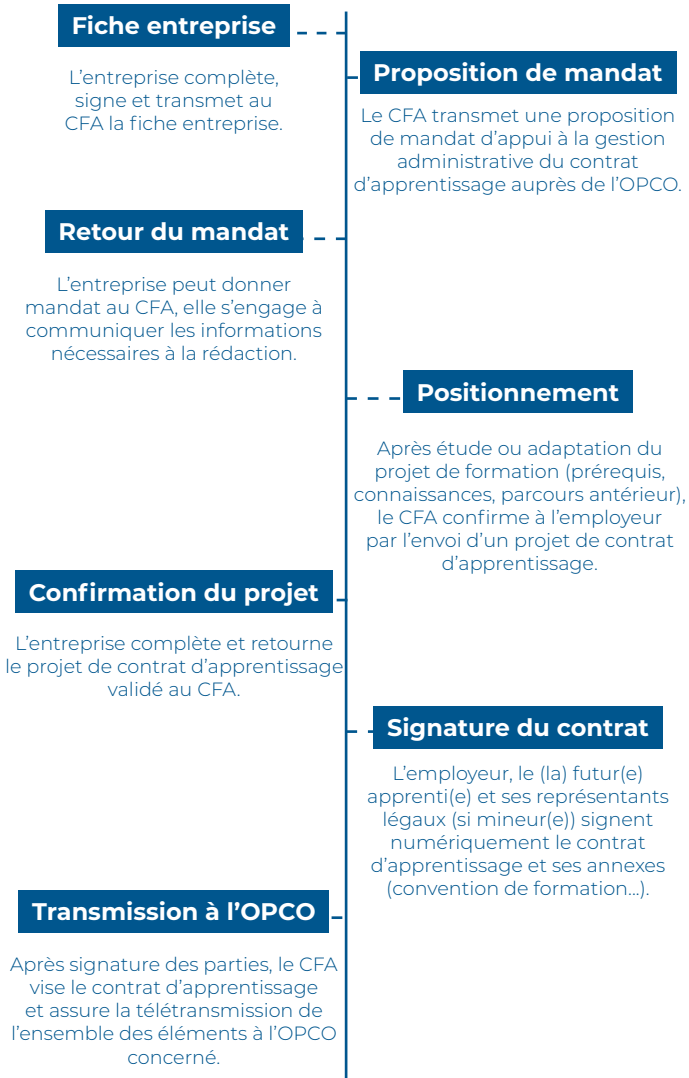 Fiche entreprise
L’entreprise complète,
signe et transmet au
CFA la fiche entreprise.
Proposition de mandat
Le CFA transmet une proposition
de mandat d’appui à la gestion
administrative du contrat
d’apprentissage auprès de l’OPCO.
Retour du mandat
L’entreprise peut donner
mandat au CFA, elle s’engage à
communiquer les informations
nécessaires à la rédaction.
Positionnement
Après étude ou adaptation du
projet de formation (prérequis,
connaissances, parcours antérieur),
le CFA confirme à l’employeur
par l’envoi d’un projet de contrat
d’apprentissage.
Confirmation du projet
L’entreprise complète et retourne
le projet de contrat d’apprentissage
validé au CFA.
Signature du contrat
L’employeur, le (la) futur(e)
apprenti(e) et ses représentants
légaux (si mineur(e)) signent
numériquement le contrat
d’apprentissage et ses annexes
(convention de formation...).
Transmission à l’OPCO
Après signature des parties, le CFA
vise le contrat d’apprentissage
et assure la télétransmission de
l’ensemble des éléments à l’OPCO
concerné.